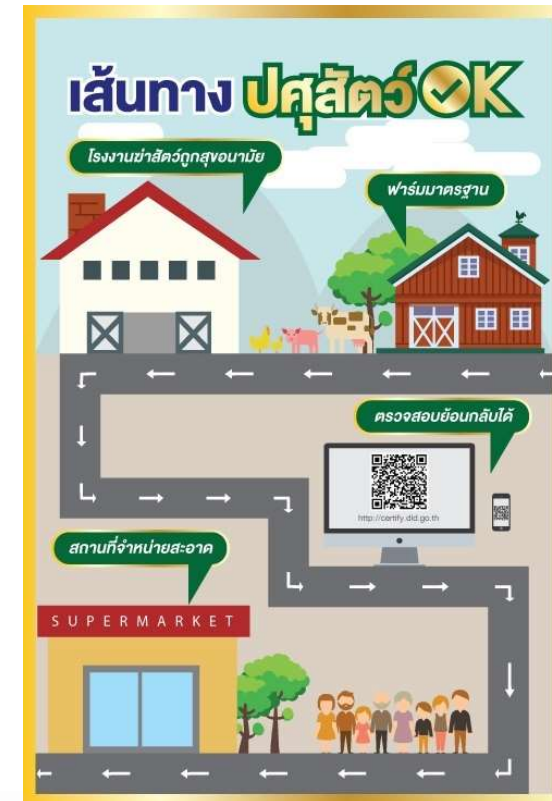 เส้นทาง ปศุสัตว์ OK
โรงงานฆ่าสัตว์ถูกสุขอนามัย
ฟาร์มมาตรฐาน
ตรวจสอบย้อนกลับได้
http://certify.dld.go.th
สถานที่จำหน่ายสะอาด
SUPERMARKET